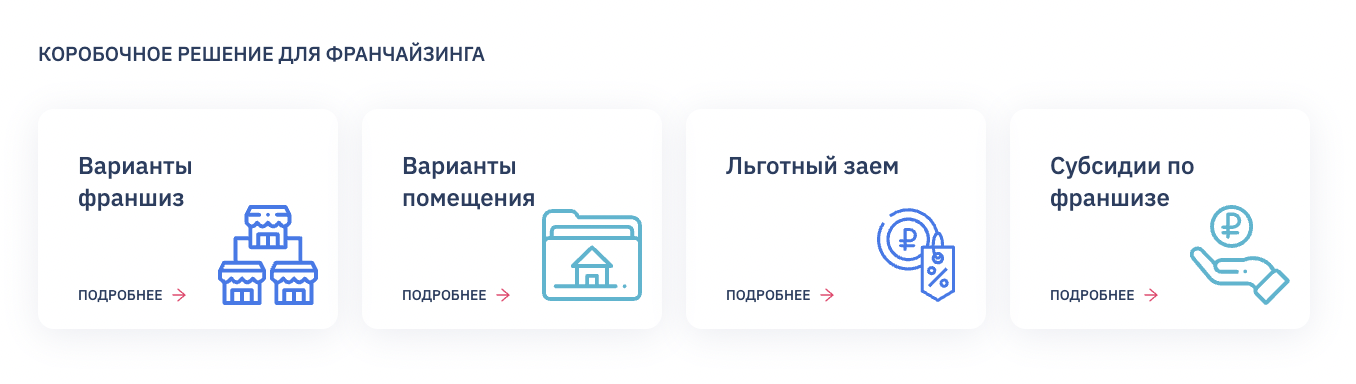 КОРОБОЧНОЕ РЕШЕНИЕ ДЛЯ ФРАНЧАЙЗИНГА
Варианты
франшиз
ПОДРОБНЕЕ
Варианты
помещения
ПОДРОБНЕЕ
Льготный заем
ПОДРОБНЕЕ
Субсидии по
франшизе
ПОДРОБНЕЕ